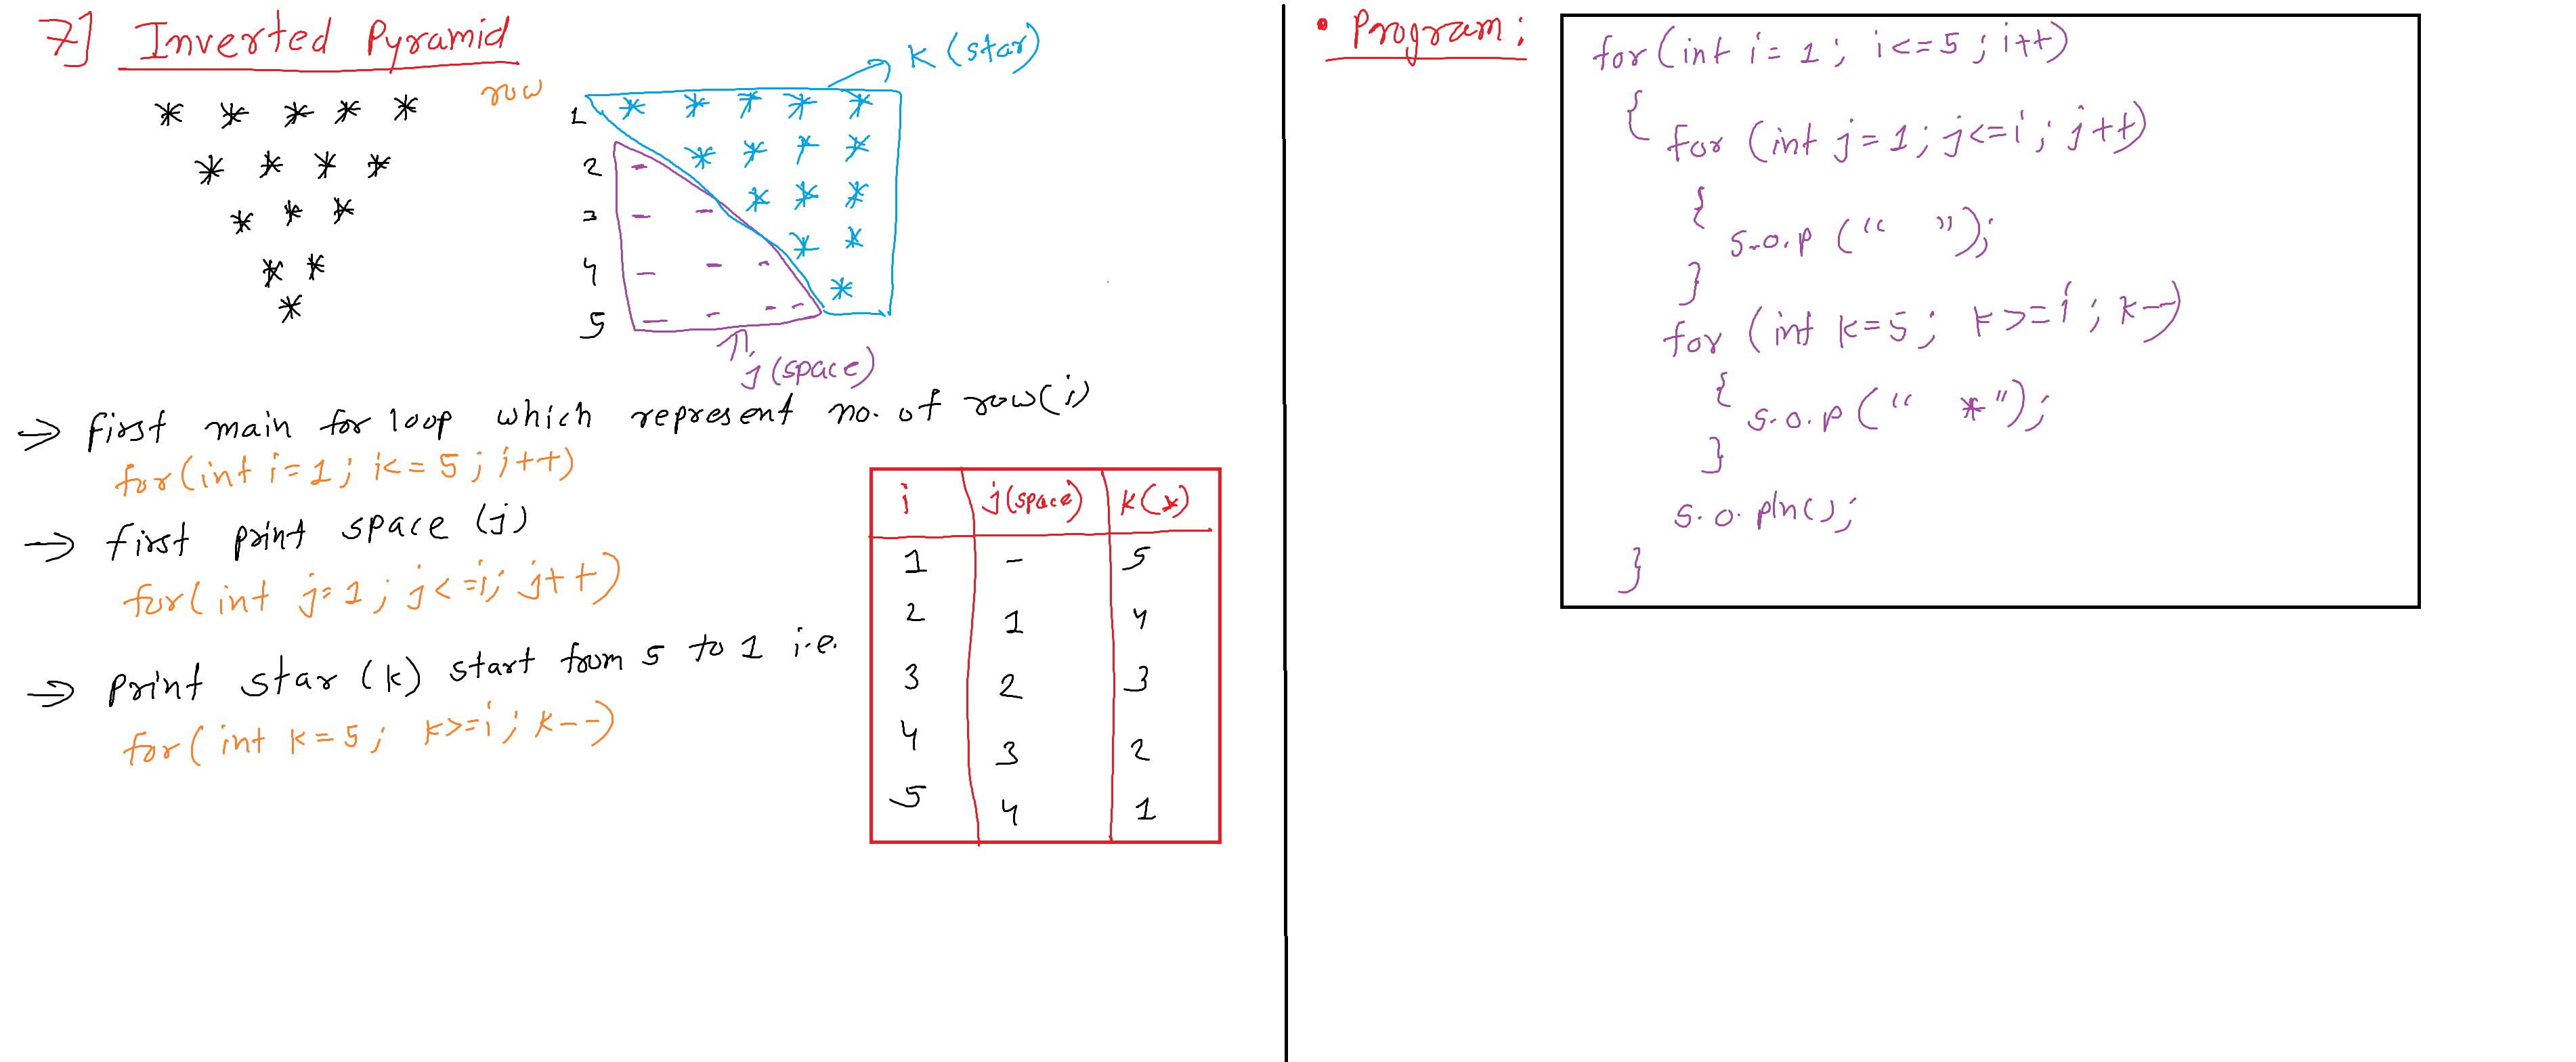 7] Inverted Pyramid
* * * * *
* * * *
* * *
* *
*
row
K (star)
1 * * * * *
2 - * * * *
3 - - * * *
4 - - - * *
5 - - - - *
j (space)
→ first main for loop which represent no. of row(i)
for(int i=1; i<=5; i++)
→ first print space (j)
for(int j=1; j<=i; j++)
→ print star (k) start from 5 to 1 i.e.
for(int k=5; k>=i; k--)
i j(space) k(*)
1 - 5
2 1 4
3 2 3
4 3 2
5 4 1
• Program:
for(int i=1; i<=5; i++)
{ for (int j=1; j<=i; j++)
{
s.o.p (" ");
}
for (int k=5; k>=i; k--)
{
s.o.p (" *");
}
s.o.pln();
}